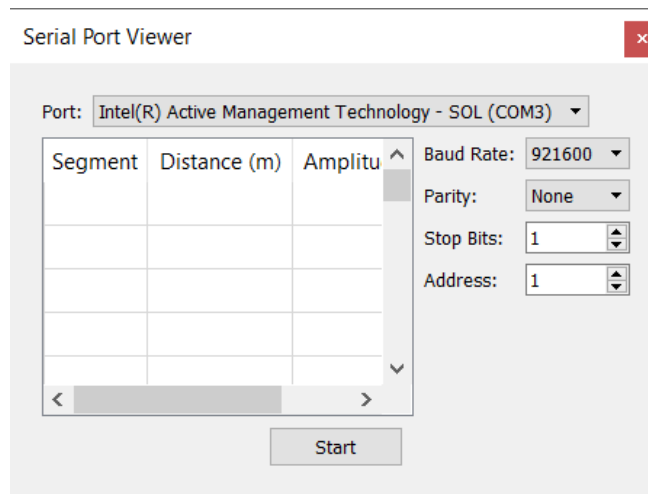 Serial Port Viewer
Port: Intel(R) Active Management Technology - SOL (COM3)
Segment Distance (m) Amplitu
Baud Rate: 921600
Parity: None
Stop Bits: 1
Address: 1
Start